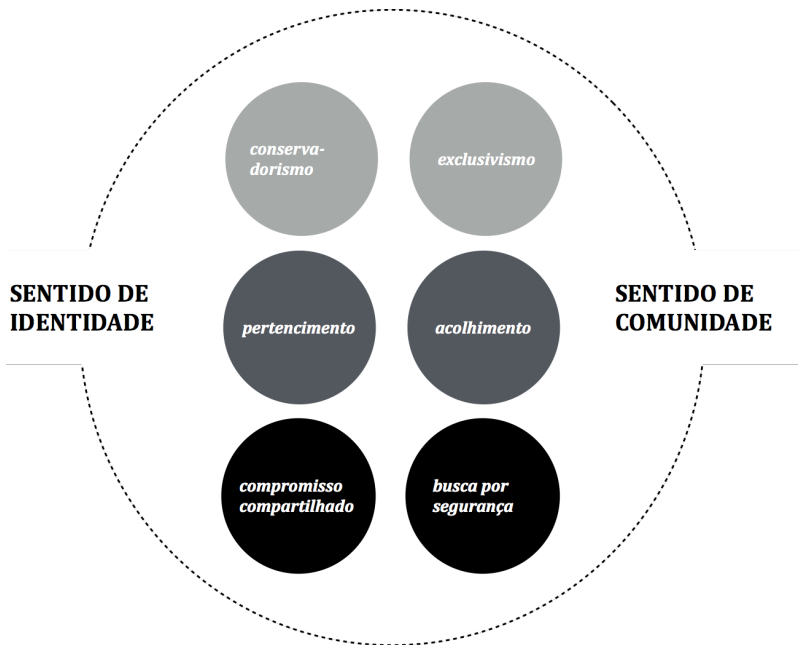 conserva-
dorismo
exclusivismo
SENTIDO DE
IDENTIDADE
SENTIDO DE
COMUNIDADE
pertencimento
acolhimento
compromisso
compartilhado
busca por
segurança